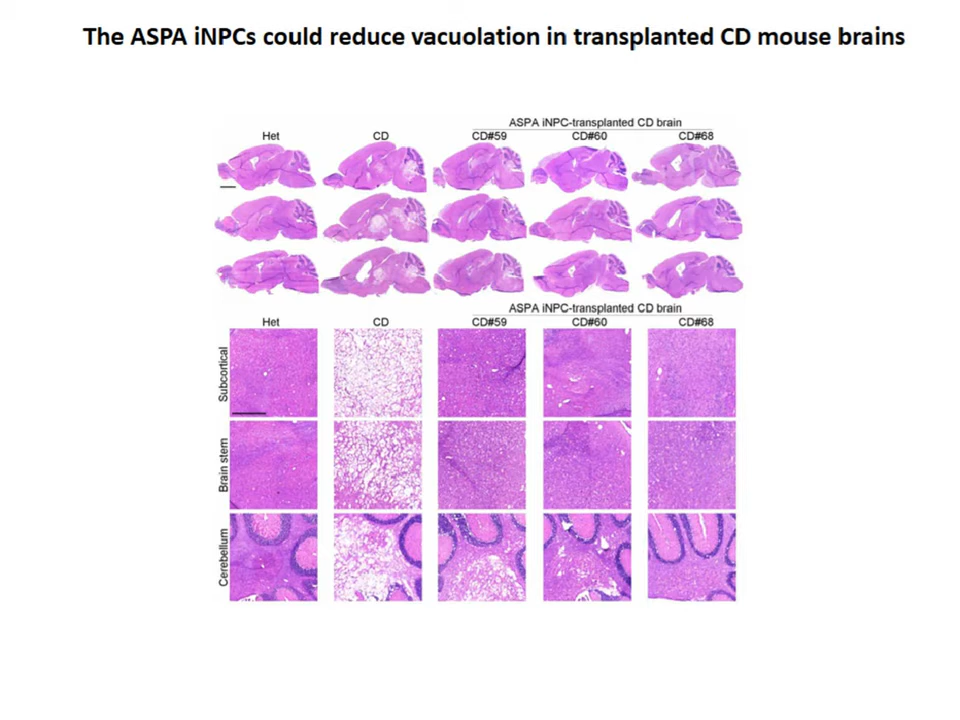 The ASPA iNPCs could reduce vacuolation in transplanted CD mouse brains
ASPA iNPC-transplanted CD brain
Het CD CD#59 CD#60 CD#68
ASPA iNPC-transplanted CD brain
Het CD CD#59 CD#60 CD#68
Subcortical
Brain stem
Cerebellum